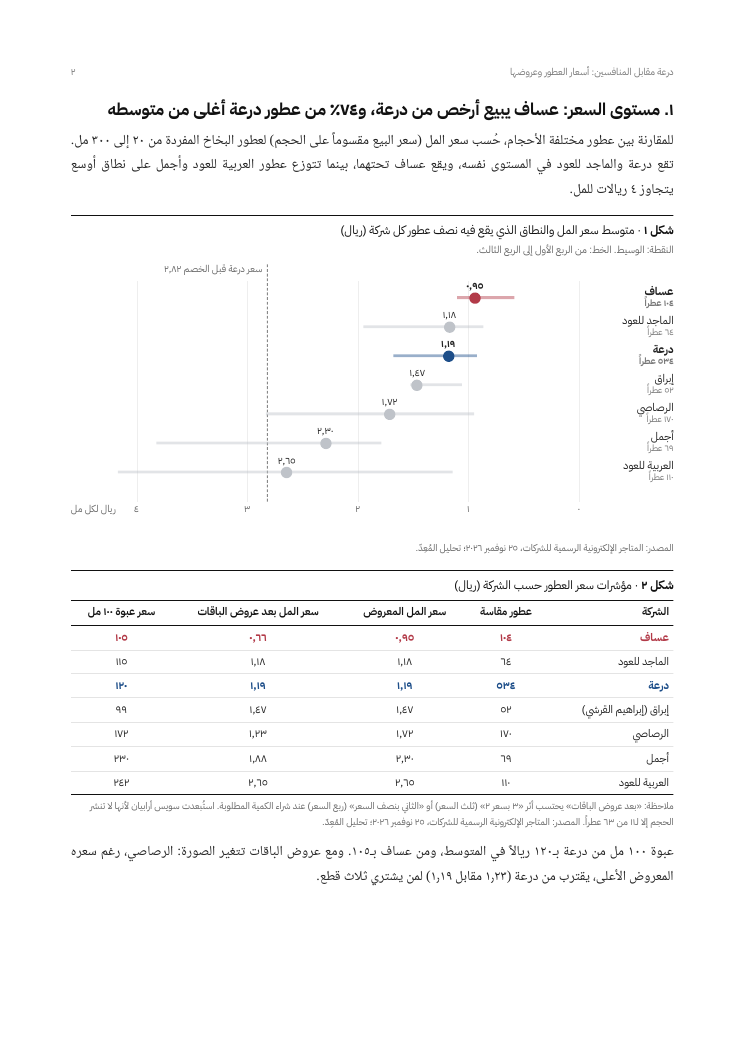 درعة مقابل المنافسين: أسعار العطور وعروضها
٢
١. مستوى السعر: عساف يبيع أرخص من درعة، و٧٤٪ من عطور درعة أغلى من متوسطه
للمقارنة بين عطور مختلفة الأحجام، حُسب سعر المل (سعر البيع مقسوماً على الحجم) لعطور البخاخ المفردة من ٢٠ إلى ٣٠٠ مل.
تقع درعة والماجد للعود في المستوى نفسه، ويقع عساف تحتهما، بينما تتوزع عطور العربية للعود وأجمل على نطاق أوسع
يتجاوز ٤ ريالات للمل.
شكل ١ · متوسط سعر المل والنطاق الذي يقع فيه نصف عطور كل شركة (ريال)
النقطة: الوسيط. الخط: من الربع الأول إلى الربع الثالث.
سعر درعة قبل الخصم ٢,٨٢
عساف
١٠٤ عطراً
٠,٩٥
الماجد للعود
٦٤ عطراً
١,١٨
درعة
٥٣٤ عطراً
١,١٩
إبراق
٥٢ عطراً
١,٤٧
الرصاصي
١٧٠ عطراً
١,٧٢
أجمل
٦٩ عطراً
٢,٣٠
العربية للعود
١١٠ عطراً
٢,٦٥
٠ ١ ٢ ٣ ٤ ريال لكل مل
المصدر: المتاجر الإلكترونية الرسمية للشركات، ٢٥ نوفمبر ٢٠٢٦؛ تحليل المُعِدّ.
شكل ٢ · مؤشرات سعر العطور حسب الشركة (ريال)
الشركة عطور مقاسة سعر المل المعروض سعر المل بعد عروض الباقات سعر عبوة ١٠٠ مل
عساف ١٠٤ ٠,٩٥ ٠,٦٦ ١٠٥
الماجد للعود ٦٤ ١,١٨ ١,١٨ ١١٥
درعة ٥٣٤ ١,١٩ ١,١٩ ١٢٠
إبراق (إبراهيم القرشي) ٥٢ ١,٤٧ ١,٤٧ ٩٩
الرصاصي ١٧٠ ١,٧٢ ١,٢٣ ١٧٢
أجمل ٦٩ ٢,٣٠ ١,٨٨ ٢٣٠
العربية للعود ١١٠ ٢,٦٥ ٢,٦٥ ٢٤٢
ملاحظة: «بعد عروض الباقات» يحتسب أثر «٣ بسعر ٢» (ثلث السعر) أو «الثاني بنصف السعر» (ربع السعر) عند شراء الكمية المطلوبة. استُبعدت سويس أرابيان لأنها لا تنشر
الحجم إلا لـ١١ من ٦٣ عطراً. المصدر: المتاجر الإلكترونية الرسمية للشركات، ٢٥ نوفمبر ٢٠٢٦؛ تحليل المُعِدّ.
عبوة ١٠٠ مل من درعة بـ١٢٠ ريالاً في المتوسط، ومن عساف بـ١٠٥. ومع عروض الباقات تتغير الصورة: الرصاصي، رغم سعره
المعروض الأعلى، يقترب من درعة (١٫٢٣ مقابل ١٫١٩) لمن يشتري ثلاث قطع.